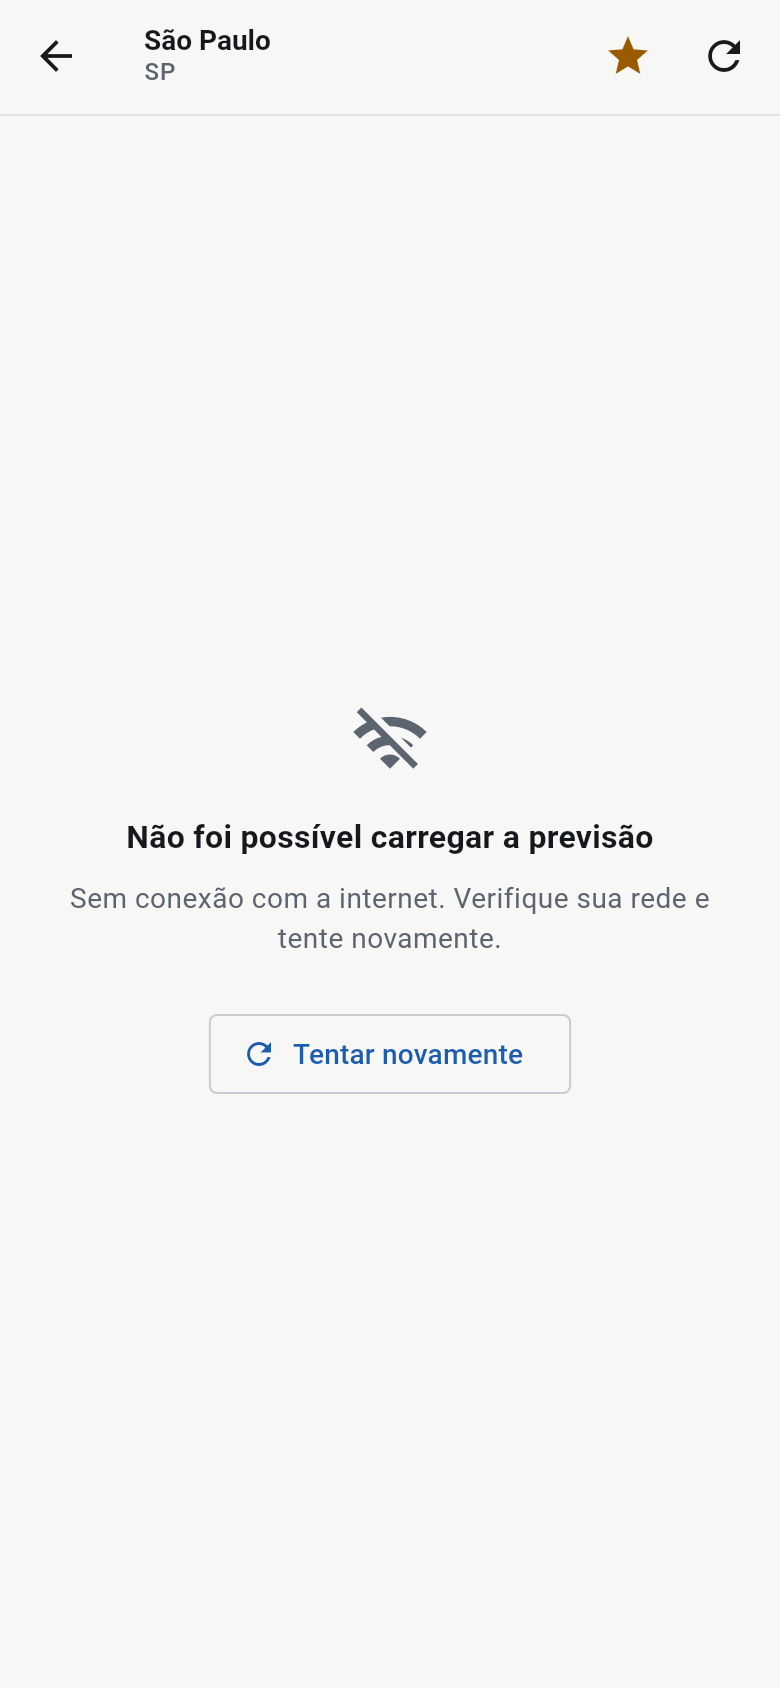 São Paulo
SP
Não foi possível carregar a previsão
Sem conexão com a internet. Verifique sua rede e
tente novamente.
Tentar novamente